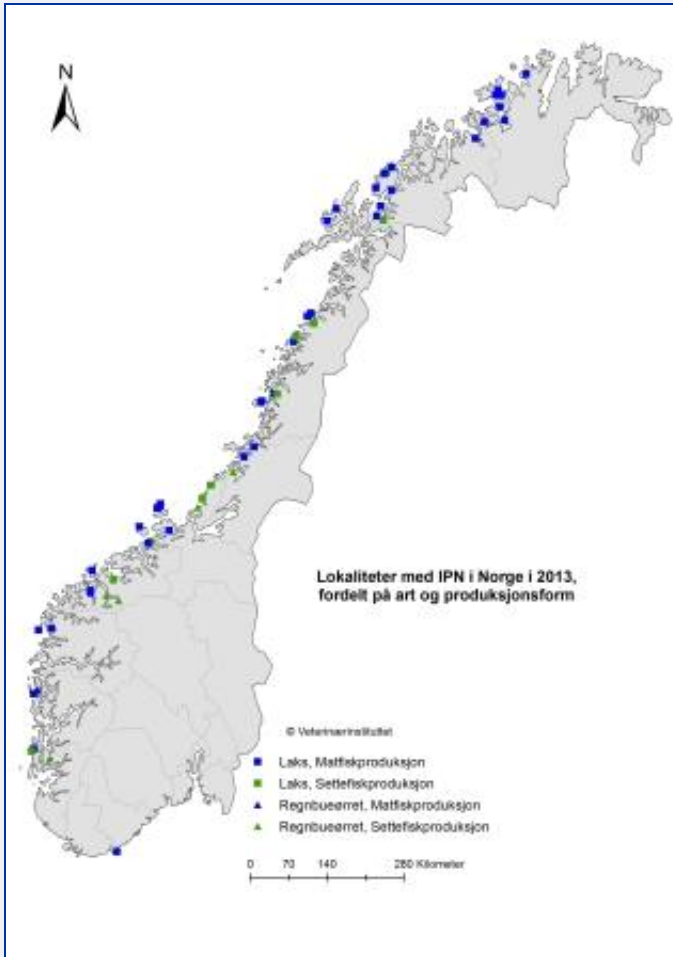 N
Lokaliteter med IPN i Norge i 2013,
fordelt på art og produksjonsform
© Veterinærinstituttet
Laks, Matfiskproduksjon
Laks, Settefiskproduksjon
Regnbueørret, Matfiskproduksjon
Regnbueørret, Settefiskproduksjon
0 70 140 280 Kilometer